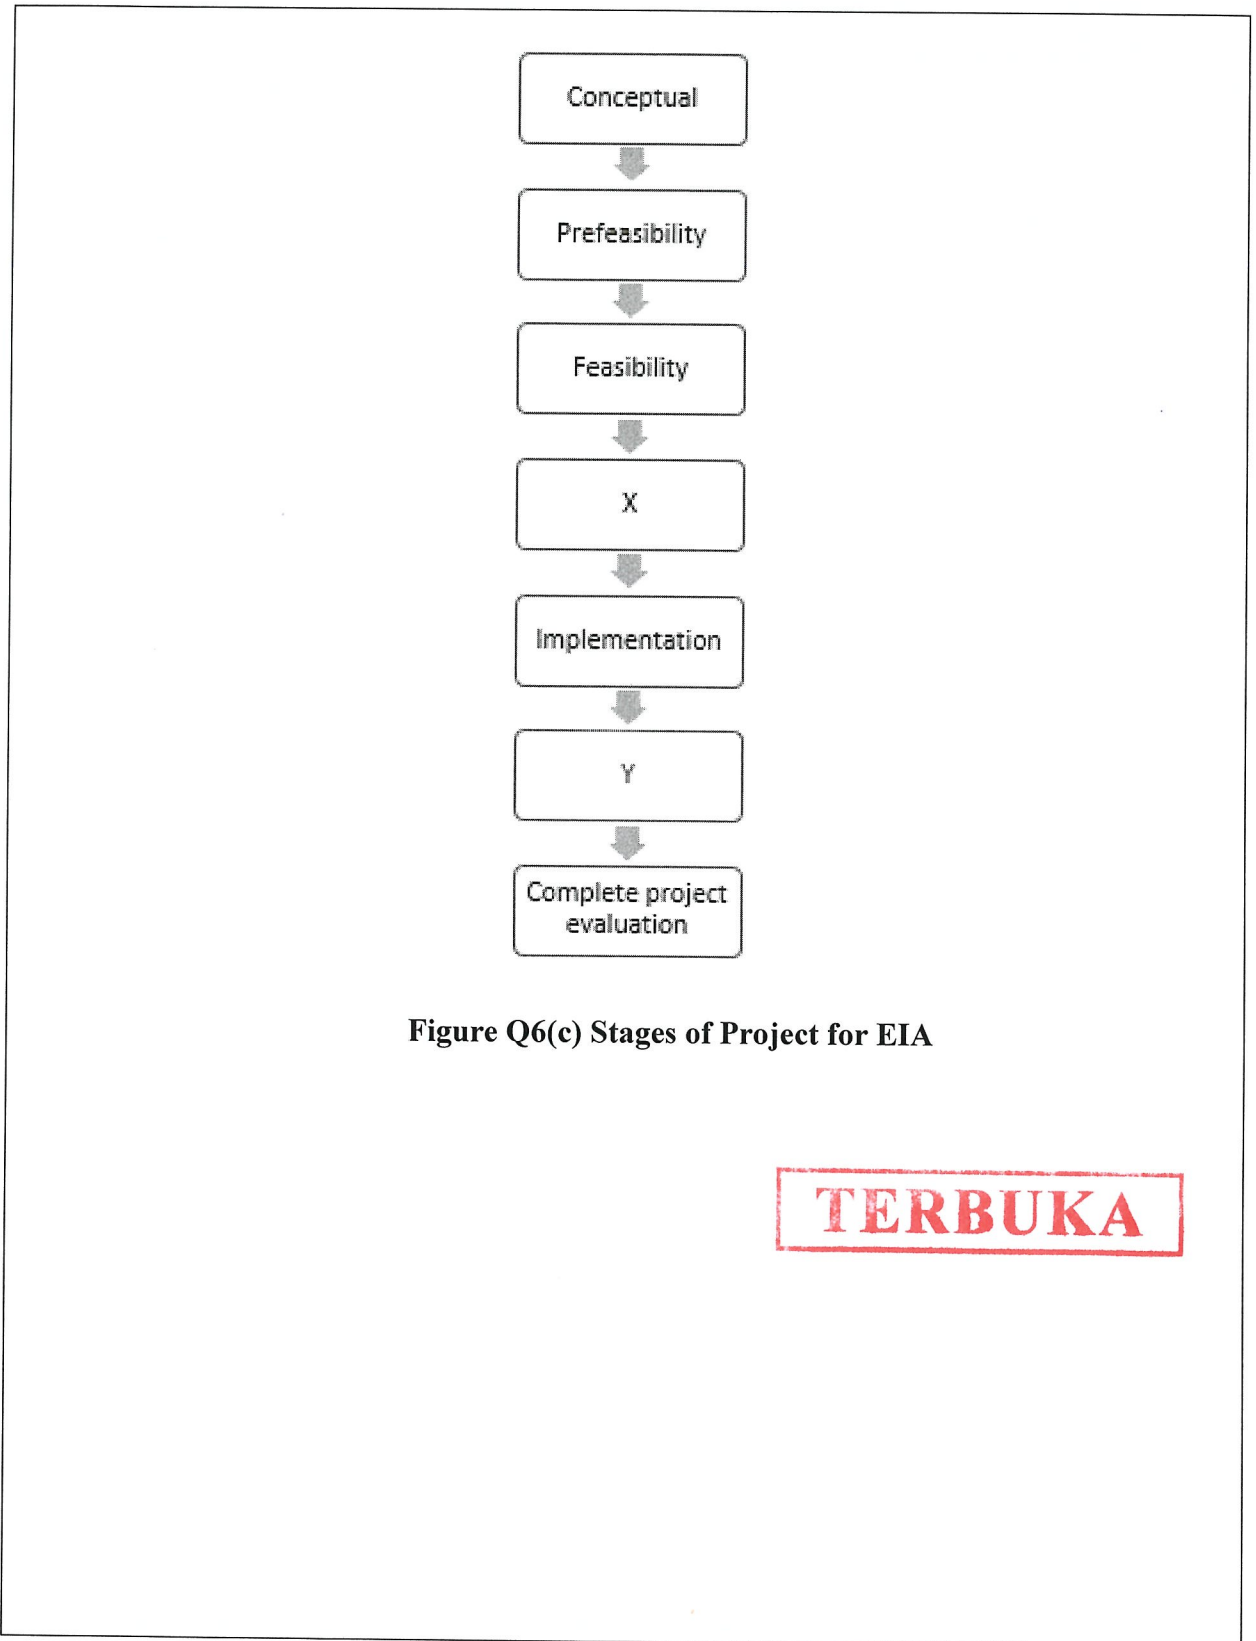 Conceptual
Prefeasibility
Feasibility
X
Implementation
Y
Complete project
evaluation
Figure Q6(c) Stages of Project for EIA
TERBUKA